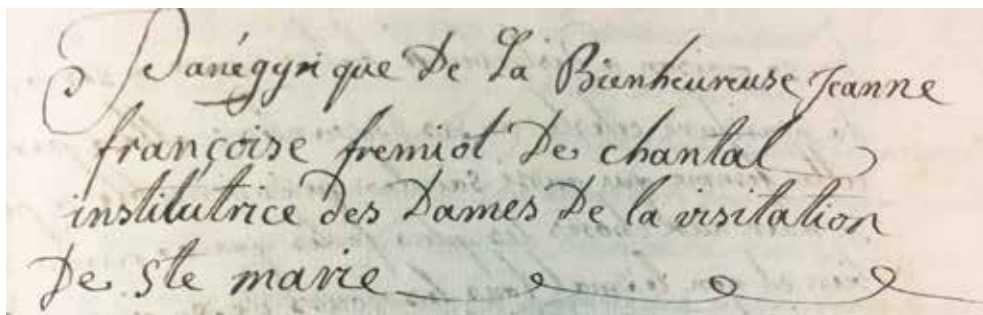 Panégyrique De La Bienheureuse Jeanne
françoise fremiot De chantal
institutrice des Dames De la visitation
De Ste marie